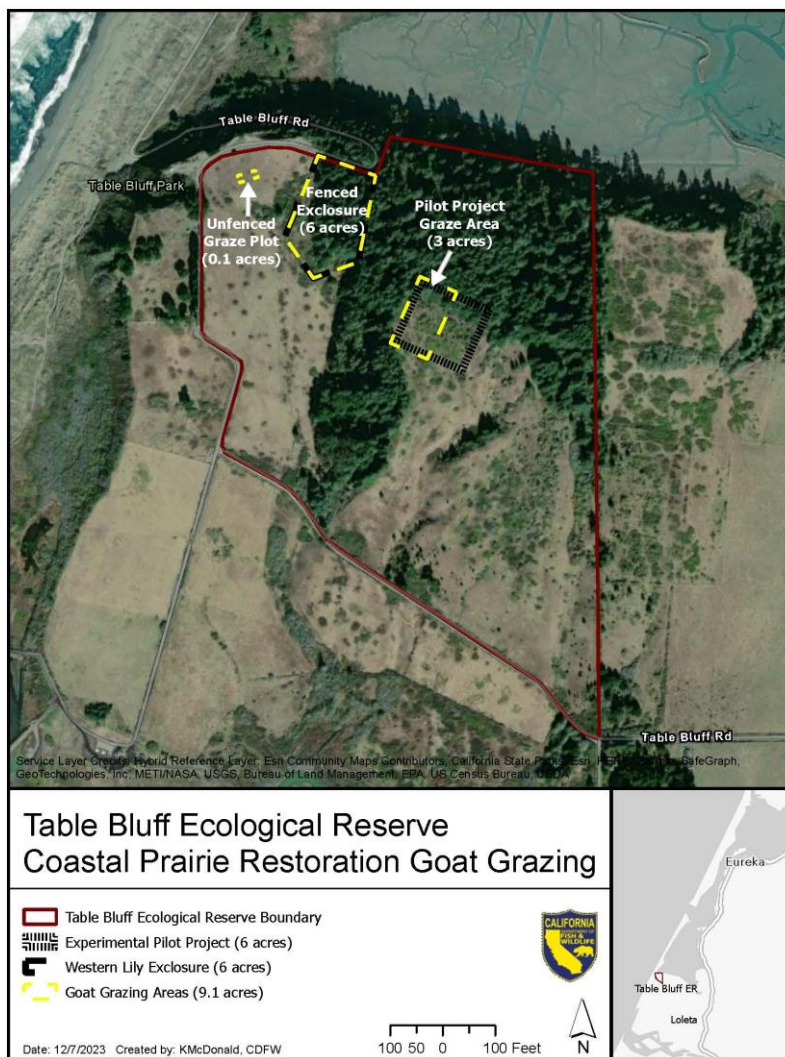 Table Bluff Rd
Table Bluff Park
Fenced
Exclosure
(6 acres)
Unfenced
Graze Plot
(0.1 acres)
Pilot Project
Graze Area
(3 acres)
Table Bluff Rd
Service Layer Credits: Hybrid Reference Layer: Esri Community Maps Contributors, California State Parks, Esri, SafeGraph,
GeoTechnologies, Inc, METI/NASA, USGS, Bureau of Land Management, EPA, US Census Bureau, USDA
Table Bluff Ecological Reserve
Coastal Prairie Restoration Goat Grazing
Table Bluff Ecological Reserve Boundary
Experimental Pilot Project (6 acres)
Western Lily Exclosure (6 acres)
Goat Grazing Areas (9.1 acres)
CALIFORNIA
DEPARTMENT OF
FISH &
WILDLIFE
Date: 12/7/2023 Created by: KMcDonald, CDFW
100 50 0 100 Feet
N
Eureka
Table Bluff ER
Loleta